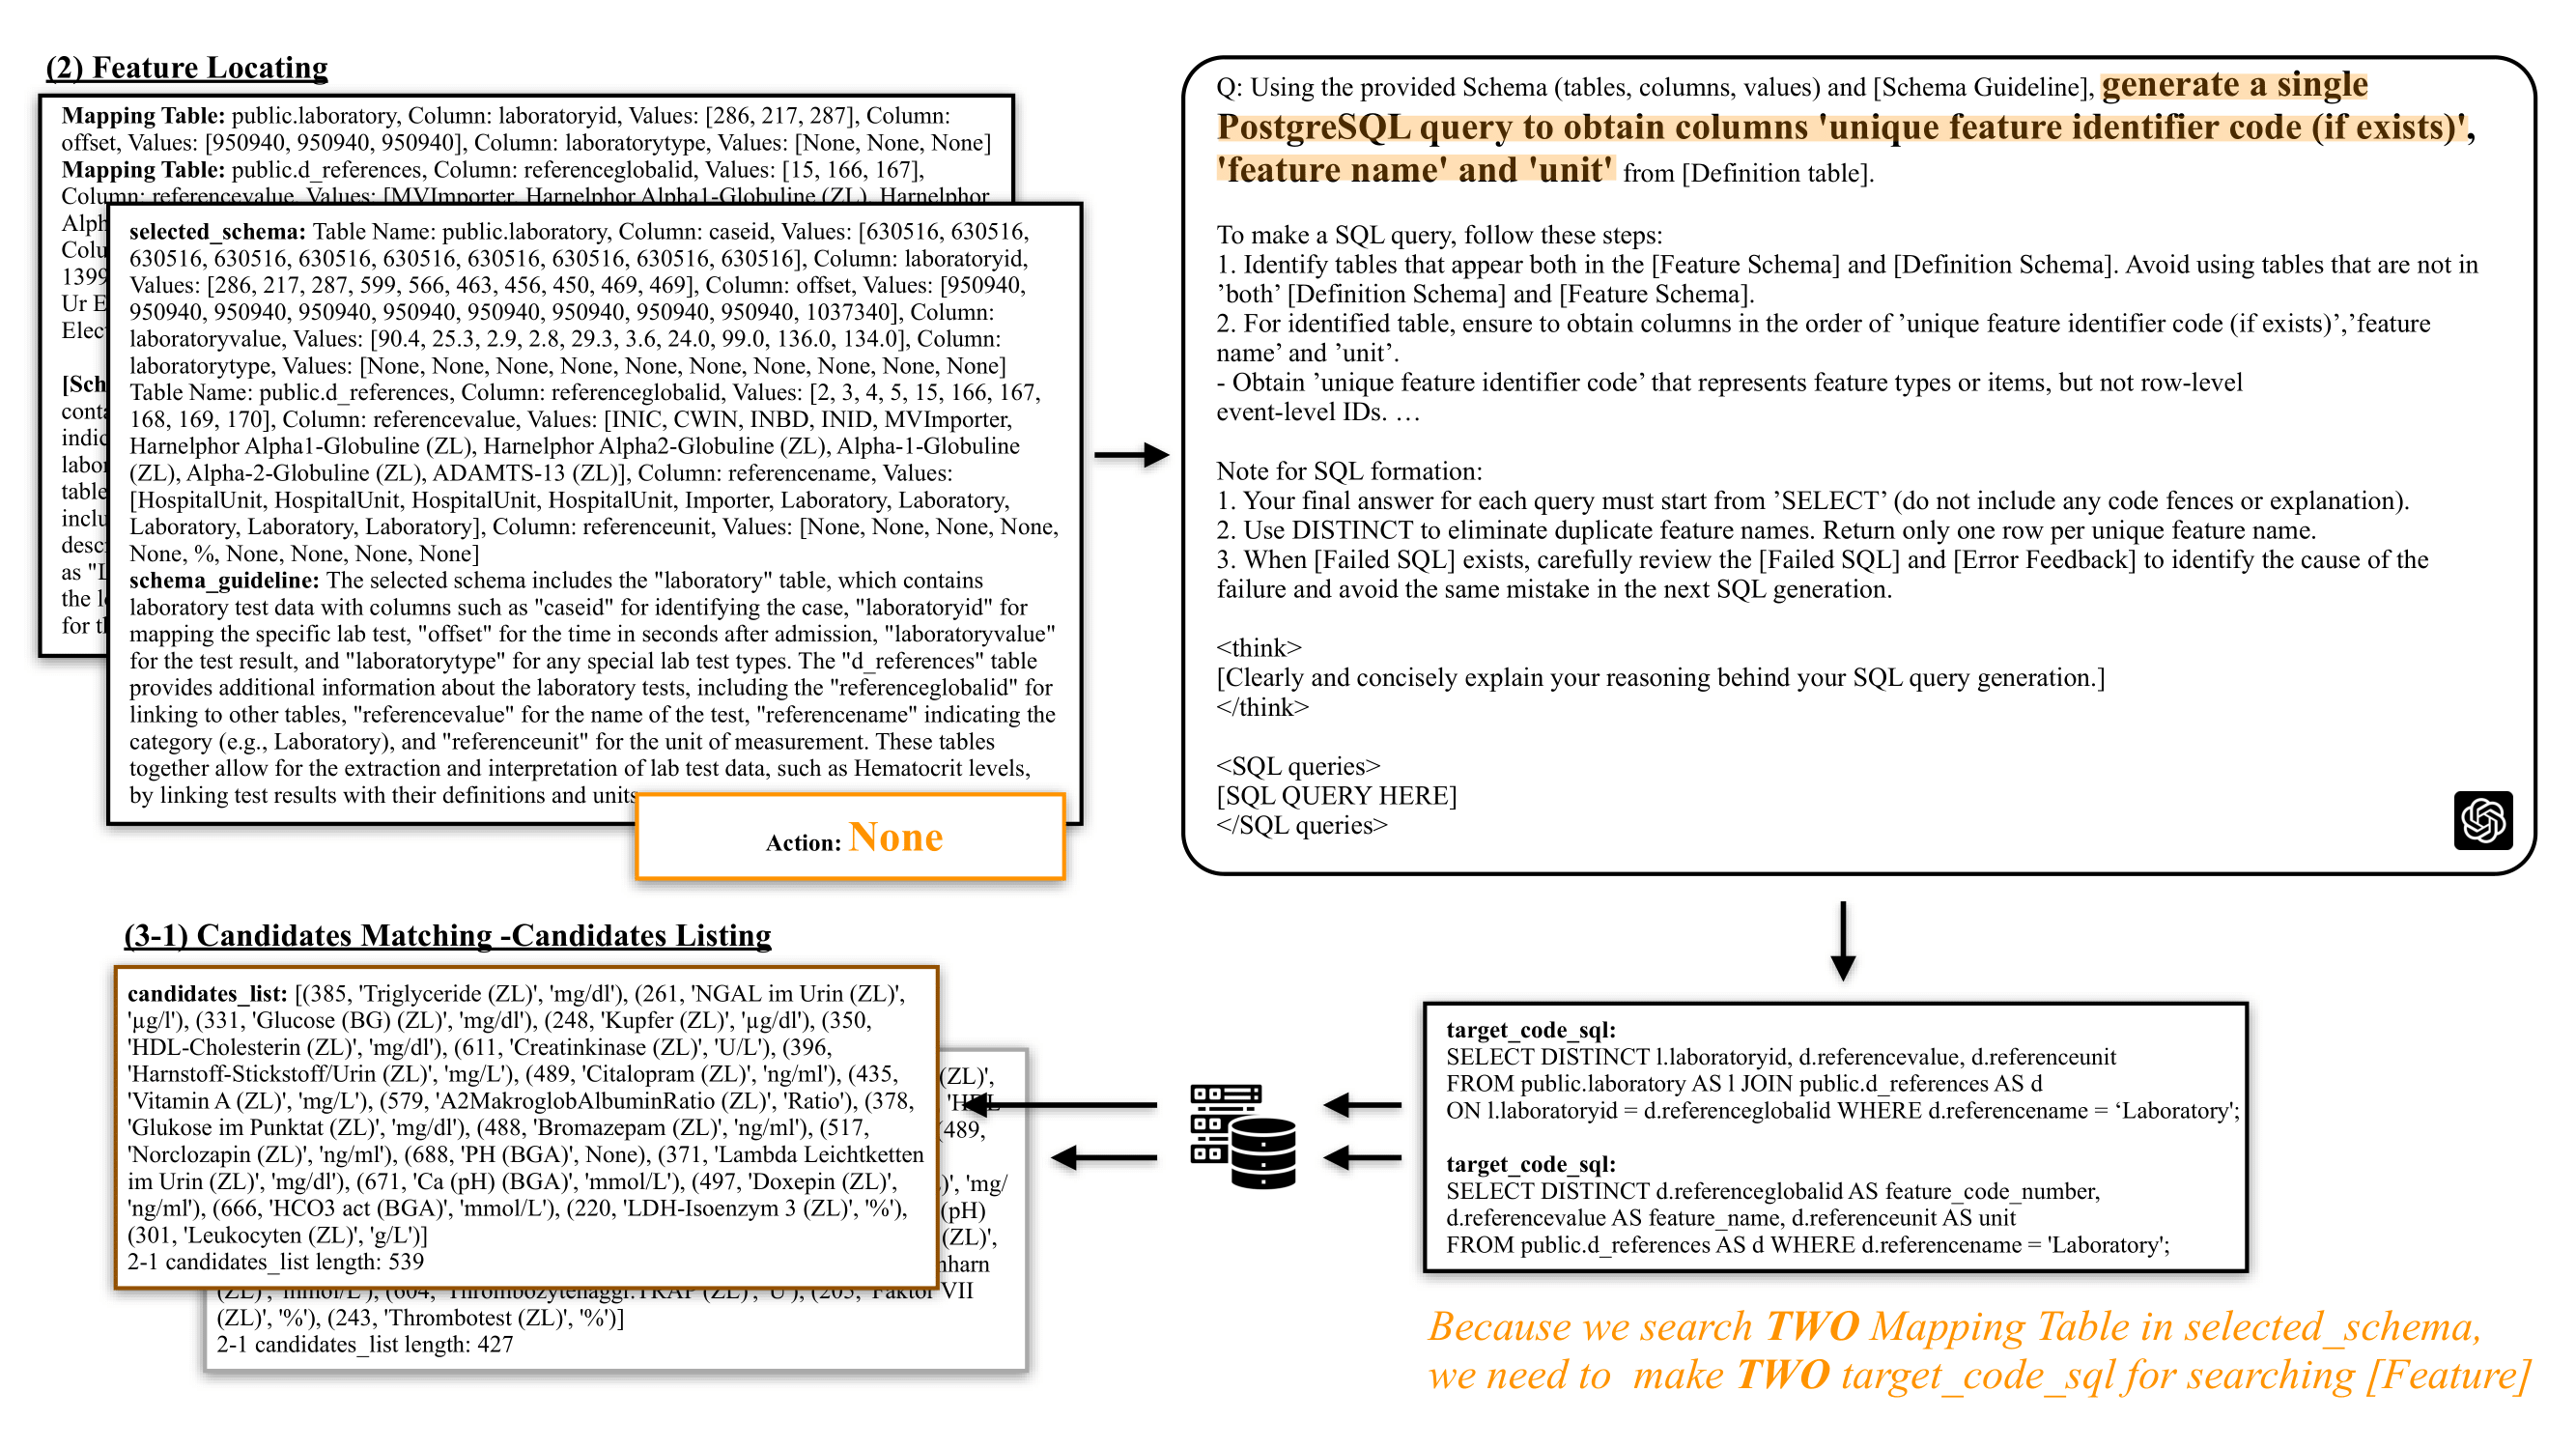 (2) Feature Locating
Mapping Table: public.laboratory, Column: laboratoryid, Values: [286, 217, 287], Column:
offset, Values: [950940, 950940, 950940], Column: laboratorytype, Values: [None, None, None]
Mapping Table: public.d_references, Column: referenceglobalid, Values: [15, 166, 167],
Column: referencevalue, Values: [MVImporter, Harnelphor Alpha1-Globuline (ZL), Harnelphor
Alph
Colu
1399
Ur E
Elect
[Sch
conta
indic
labor
table
inclu
descr
as "L
the l
for th
selected_schema: Table Name: public.laboratory, Column: caseid, Values: [630516, 630516,
630516, 630516, 630516, 630516, 630516, 630516, 630516, 630516], Column: laboratoryid,
Values: [286, 217, 287, 599, 566, 463, 456, 450, 469, 469], Column: offset, Values: [950940,
950940, 950940, 950940, 950940, 950940, 950940, 950940, 950940, 1037340], Column:
laboratoryvalue, Values: [90.4, 25.3, 2.9, 2.8, 29.3, 3.6, 24.0, 99.0, 136.0, 134.0], Column:
laboratorytype, Values: [None, None, None, None, None, None, None, None, None, None]
Table Name: public.d_references, Column: referenceglobalid, Values: [2, 3, 4, 5, 15, 166, 167,
168, 169, 170], Column: referencevalue, Values: [INIC, CWIN, INBD, INID, MVImporter,
Harnelphor Alpha1-Globuline (ZL), Harnelphor Alpha2-Globuline (ZL), Alpha-1-Globuline
(ZL), Alpha-2-Globuline (ZL), ADAMTS-13 (ZL)], Column: referencename, Values:
[HospitalUnit, HospitalUnit, HospitalUnit, HospitalUnit, Importer, Laboratory, Laboratory,
Laboratory, Laboratory, Laboratory], Column: referenceunit, Values: [None, None, None, None,
None, %, None, None, None, None]
schema_guideline: The selected schema includes the "laboratory" table, which contains
laboratory test data with columns such as "caseid" for identifying the case, "laboratoryid" for
mapping the specific lab test, "offset" for the time in seconds after admission, "laboratoryvalue"
for the test result, and "laboratorytype" for any special lab test types. The "d_references" table
provides additional information about the laboratory tests, including the "referenceglobalid" for
linking to other tables, "referencevalue" for the name of the test, "referencename" indicating the
category (e.g., Laboratory), and "referenceunit" for the unit of measurement. These tables
together allow for the extraction and interpretation of lab test data, such as Hematocrit levels,
by linking test results with their definitions and units
Action: None
Q: Using the provided Schema (tables, columns, values) and [Schema Guideline], generate a single
PostgreSQL query to obtain columns 'unique feature identifier code (if exists)',
'feature name' and 'unit' from [Definition table].
To make a SQL query, follow these steps:
1. Identify tables that appear both in the [Feature Schema] and [Definition Schema]. Avoid using tables that are not in
’both’ [Definition Schema] and [Feature Schema].
2. For identified table, ensure to obtain columns in the order of ’unique feature identifier code (if exists)’,’feature
name’ and ’unit’.
- Obtain ’unique feature identifier code’ that represents feature types or items, but not row-level
event-level IDs. …
Note for SQL formation:
1. Your final answer for each query must start from ’SELECT’ (do not include any code fences or explanation).
2. Use DISTINCT to eliminate duplicate feature names. Return only one row per unique feature name.
3. When [Failed SQL] exists, carefully review the [Failed SQL] and [Error Feedback] to identify the cause of the
failure and avoid the same mistake in the next SQL generation.
<think>
[Clearly and concisely explain your reasoning behind your SQL query generation.]
</think>
<SQL queries>
[SQL QUERY HERE]
</SQL queries>
(3-1) Candidates Matching -Candidates Listing
candidates_list: [(385, 'Triglyceride (ZL)', 'mg/dl'), (261, 'NGAL im Urin (ZL)',
'µg/l'), (331, 'Glucose (BG) (ZL)', 'mg/dl'), (248, 'Kupfer (ZL)', 'µg/dl'), (350,
'HDL-Cholesterin (ZL)', 'mg/dl'), (611, 'Creatinkinase (ZL)', 'U/L'), (396,
'Harnstoff-Stickstoff/Urin (ZL)', 'mg/L'), (489, 'Citalopram (ZL)', 'ng/ml'), (435,
'Vitamin A (ZL)', 'mg/L'), (579, 'A2MakroglobAlbuminRatio (ZL)', 'Ratio'), (378,
'Glukose im Punktat (ZL)', 'mg/dl'), (488, 'Bromazepam (ZL)', 'ng/ml'), (517,
'Norclozapin (ZL)', 'ng/ml'), (688, 'PH (BGA)', None), (371, 'Lambda Leichtketten
im Urin (ZL)', 'mg/dl'), (671, 'Ca (pH) (BGA)', 'mmol/L'), (497, 'Doxepin (ZL)',
'ng/ml'), (666, 'HCO3 act (BGA)', 'mmol/L'), (220, 'LDH-Isoenzym 3 (ZL)', '%'),
(301, 'Leukocyten (ZL)', 'g/L')]
2-1 candidates_list length: 539
(ZL)',
(489,
)', 'mg/
(pH)
(ZL)',
harn
(ZL)', 'mmol/L'), (604, 'Thrombozytenaggr.TRAP (ZL)', 'U'), (205, 'Faktor VII
(ZL)', '%'), (243, 'Thrombotest (ZL)', '%')]
2-1 candidates_list length: 427
target_code_sql:
SELECT DISTINCT l.laboratoryid, d.referencevalue, d.referenceunit
FROM public.laboratory AS l JOIN public.d_references AS d
ON l.laboratoryid = d.referenceglobalid WHERE d.referencename = ‘Laboratory';
target_code_sql:
SELECT DISTINCT d.referenceglobalid AS feature_code_number,
d.referencevalue AS feature_name, d.referenceunit AS unit
FROM public.d_references AS d WHERE d.referencename = 'Laboratory';
Because we search TWO Mapping Table in selected_schema,
we need to make TWO target_code_sql for searching [Feature]